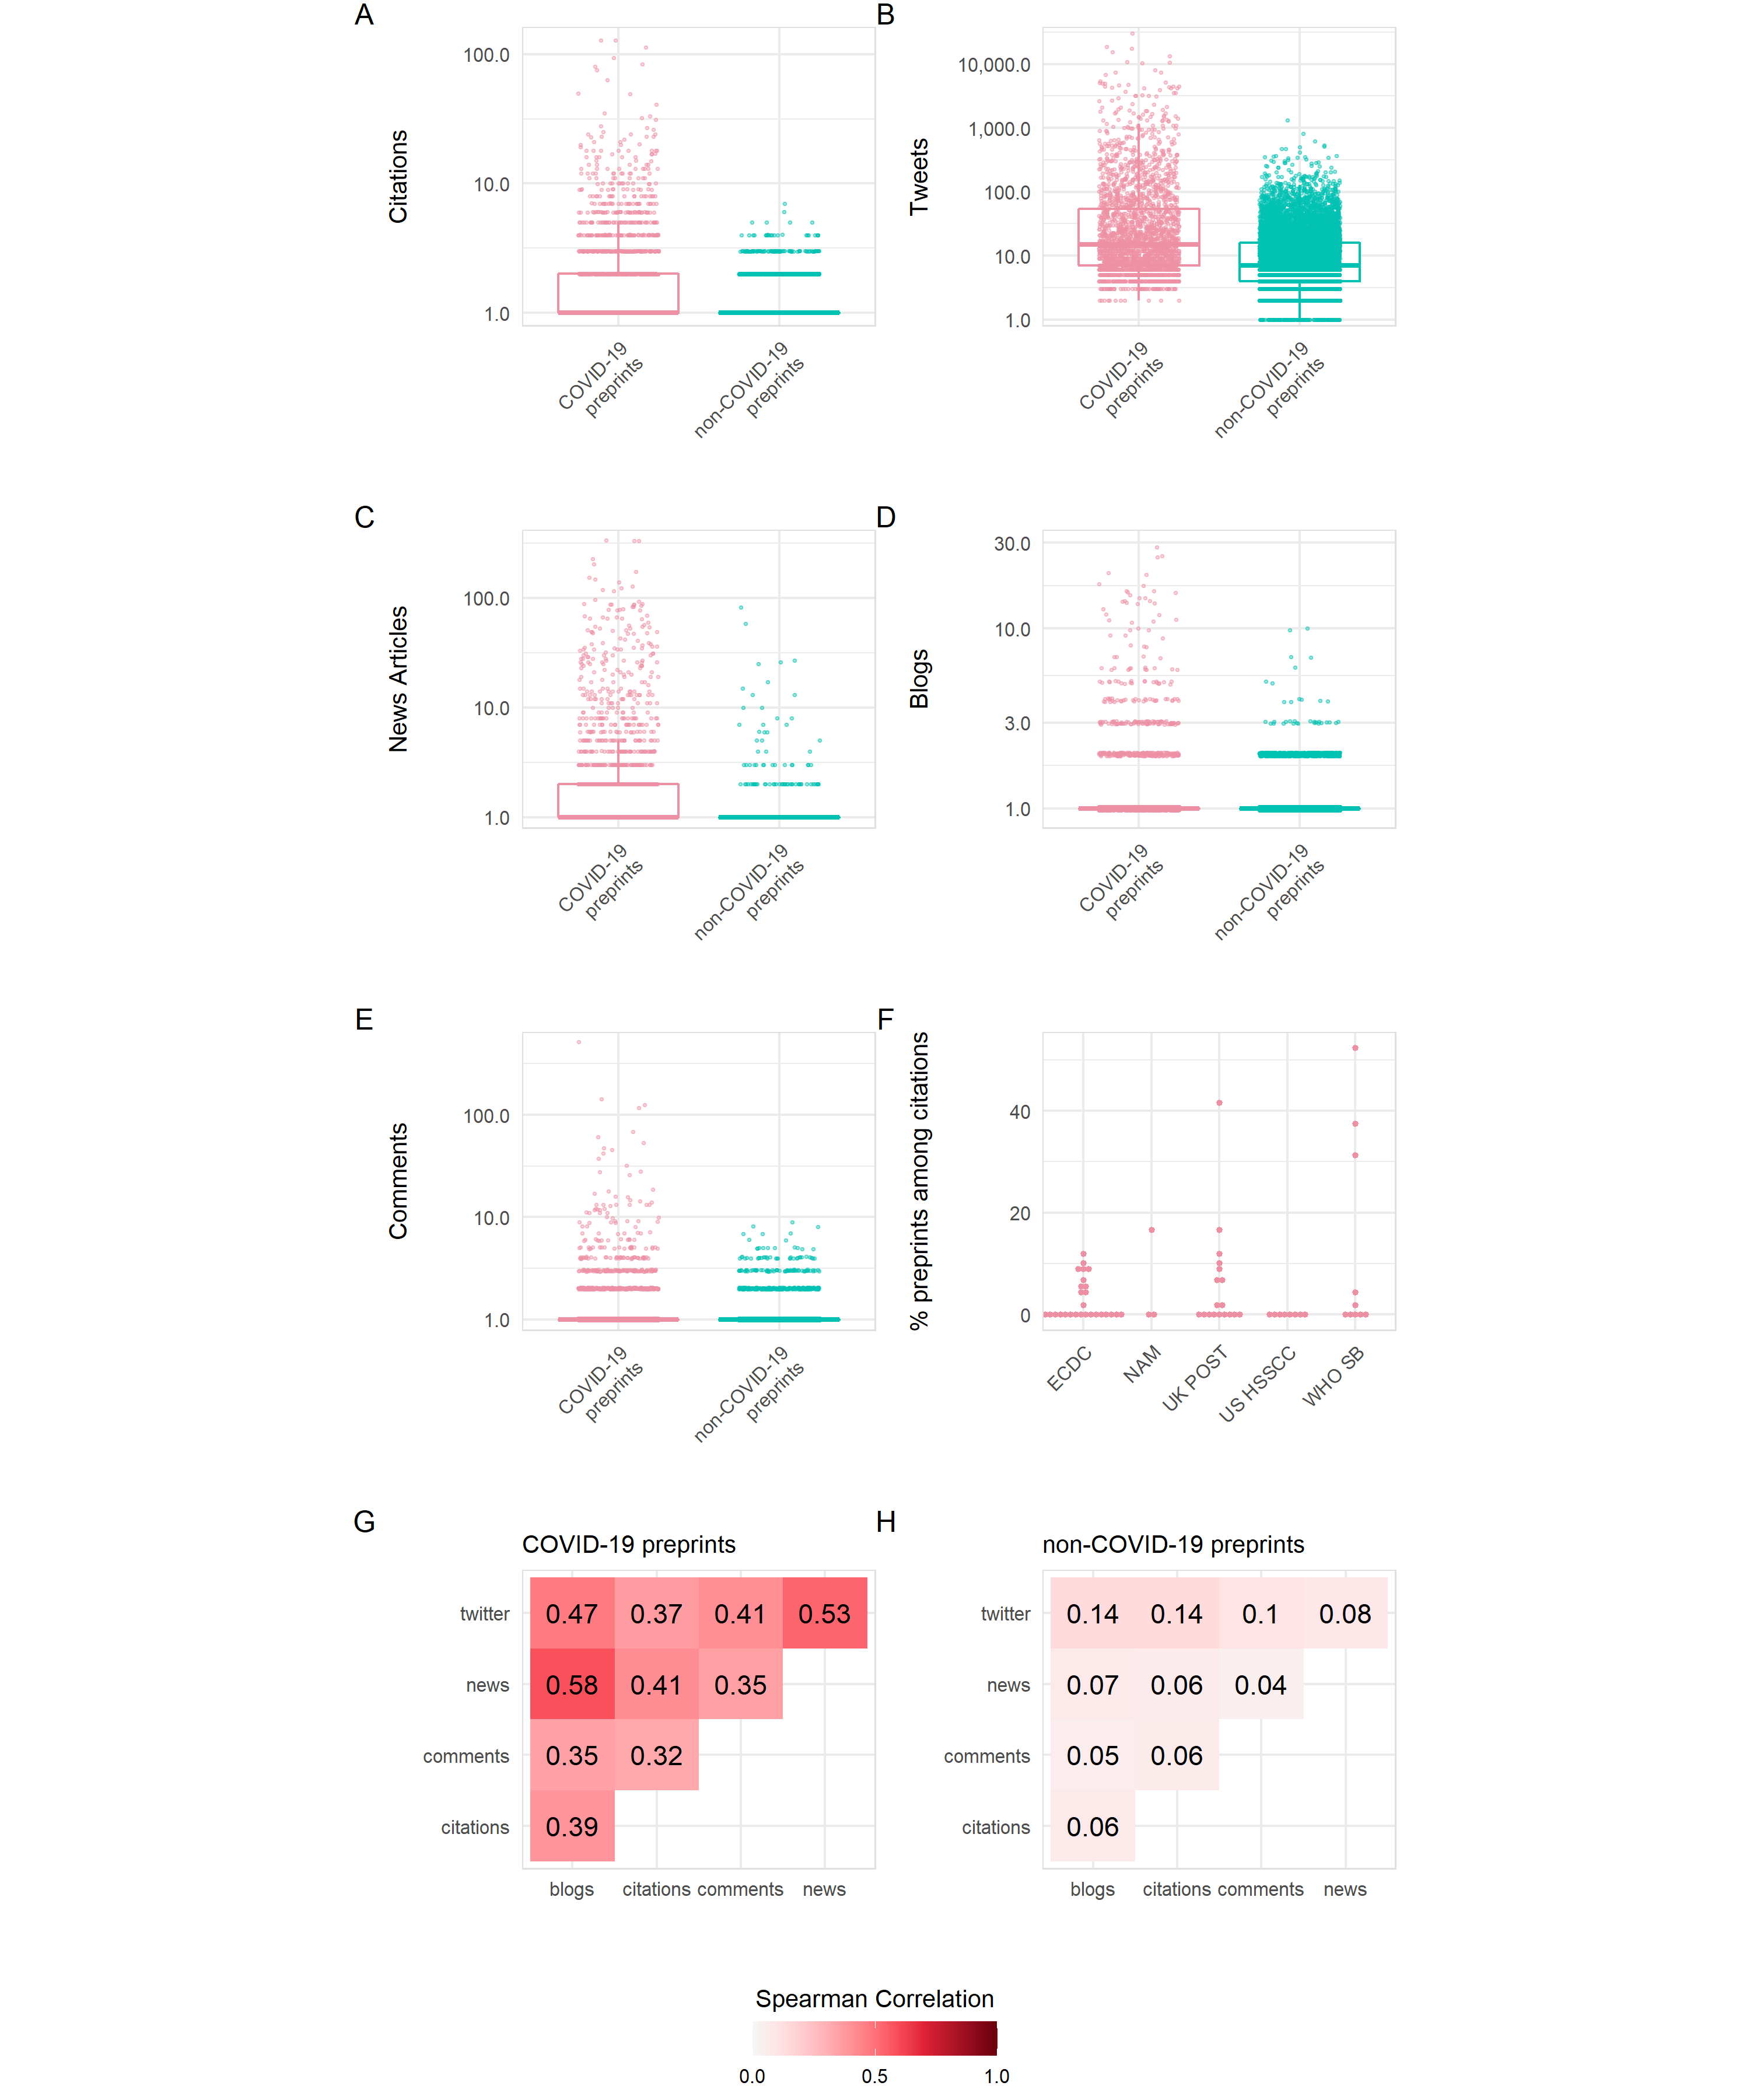 A
B
Citations
100.0
10.0
1.0
COVID-19
preprints
non-COVID-19
preprints
Tweets
10,000.0
1,000.0
100.0
10.0
1.0
COVID-19
preprints
non-COVID-19
preprints
C
D
News Articles
100.0
10.0
1.0
COVID-19
preprints
non-COVID-19
preprints
Blogs
30.0
10.0
3.0
1.0
COVID-19
preprints
non-COVID-19
preprints
E
F
Comments
100.0
10.0
1.0
COVID-19
preprints
non-COVID-19
preprints
% preprints among citations
40
20
0
ECDC
NAM
UK POST
US HSSCC
WHO SB
G
H
COVID-19 preprints
twitter 0.47 0.37 0.41 0.53
news 0.58 0.41 0.35
comments 0.35 0.32
citations 0.39
blogs citations comments news
non-COVID-19 preprints
twitter 0.14 0.14 0.1 0.08
news 0.07 0.06 0.04
comments 0.05 0.06
citations 0.06
blogs citations comments news
Spearman Correlation
0.0 0.5 1.0